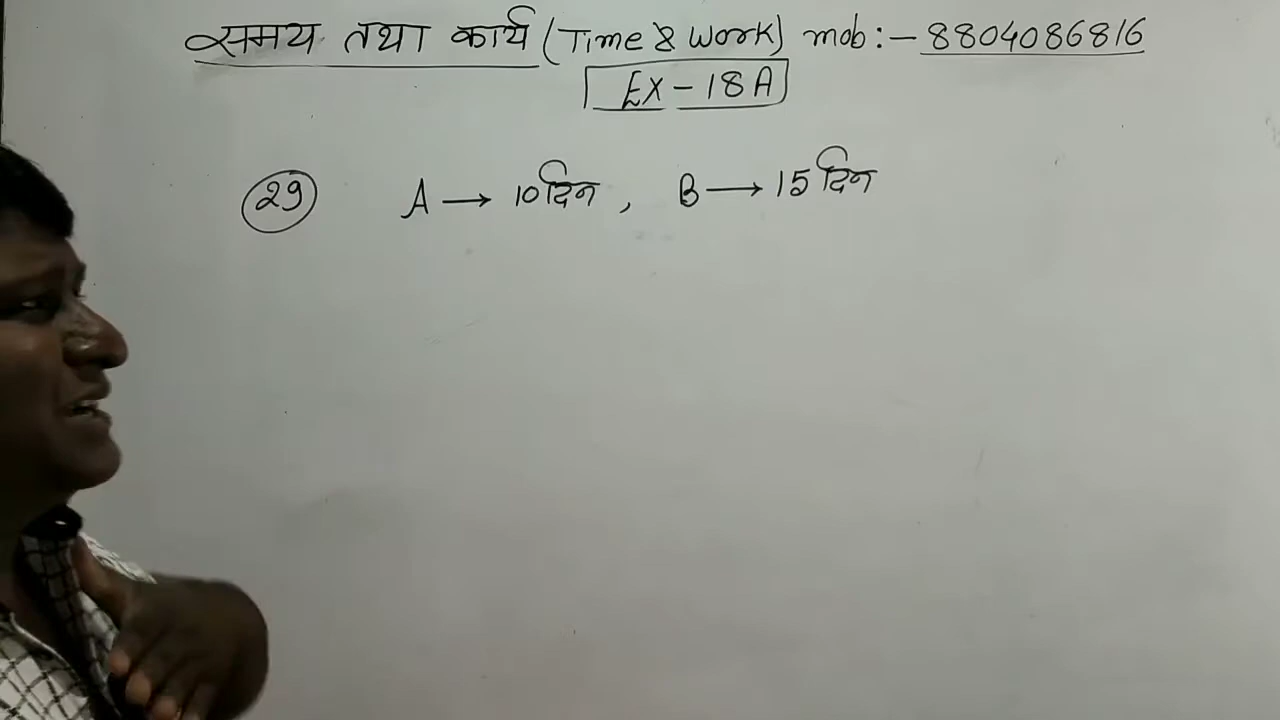 समय तथा कार्य (Time & Work) mob:- 8804086816
EX-18A
29 A → 10 दिन, B → 15 दिन